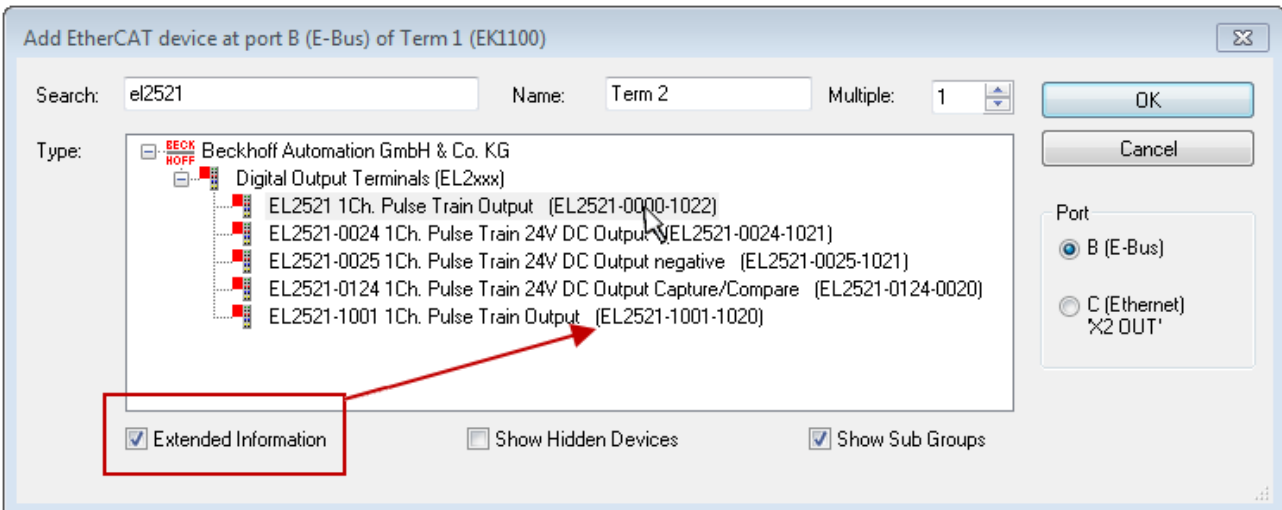 Add EtherCAT device at port B (E-Bus) of Term 1 (EK1100)
Search: el2521 Name: Term 2 Multiple: 1 OK
Type: BECKHOFF Beckhoff Automation GmbH & Co. KG Cancel
Digital Output Terminals (EL2xxx)
EL2521 1Ch. Pulse Train Output (EL2521-0000-1022)
EL2521-0024 1Ch. Pulse Train 24V DC Output (EL2521-0024-1021)
EL2521-0025 1Ch. Pulse Train 24V DC Output negative (EL2521-0025-1021)
EL2521-0124 1Ch. Pulse Train 24V DC Output Capture/Compare (EL2521-0124-0020)
EL2521-1001 1Ch. Pulse Train Output (EL2521-1001-1020)
Port
B (E-Bus)
C (Ethernet)
'X2 OUT'
Extended Information Show Hidden Devices Show Sub Groups